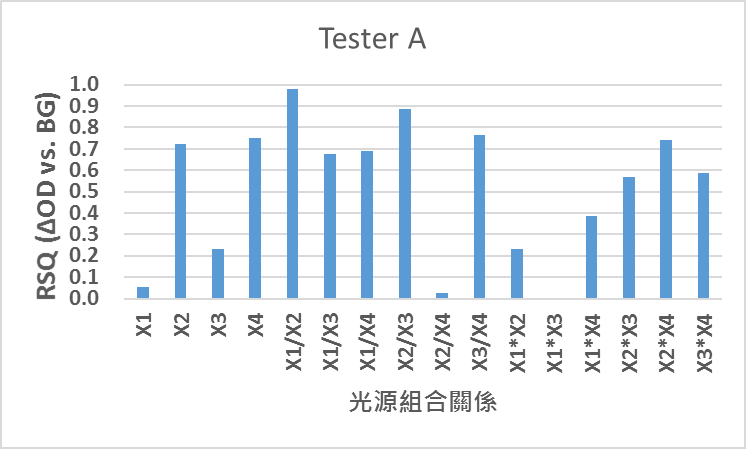 Tester A
RSQ (ΔOD vs. BG)
1.0
0.9
0.8
0.7
0.6
0.5
0.4
0.3
0.2
0.1
0.0
X1
X2
X3
X4
X1/X2
X1/X3
X1/X4
X2/X3
X2/X4
X3/X4
X1*X2
X1*X3
X1*X4
X2*X3
X2*X4
X3*X4
光源組合關係